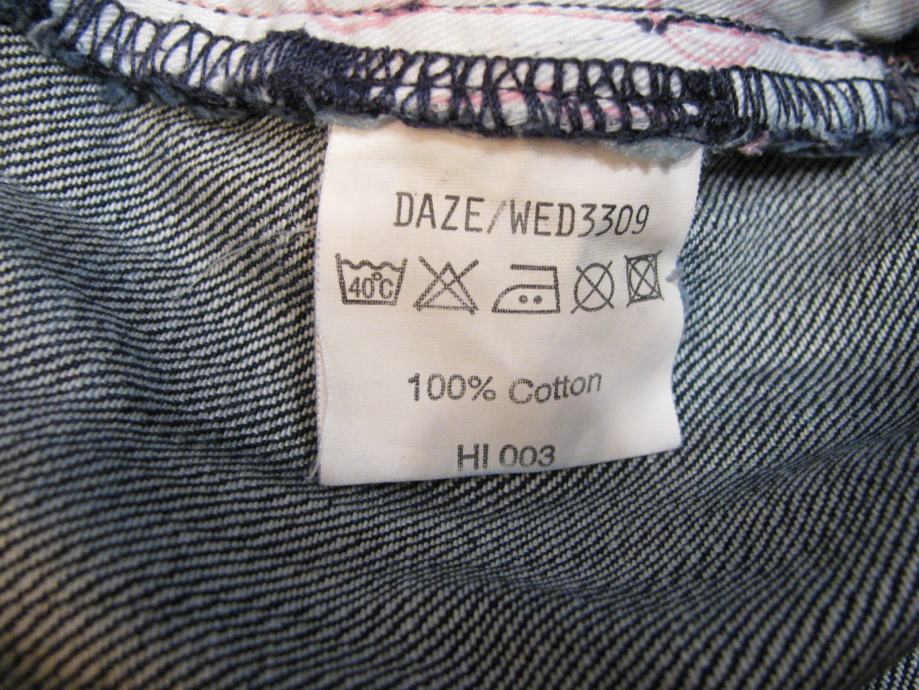 DAZE/WED3309
40°C
100% Cotton
HI 003